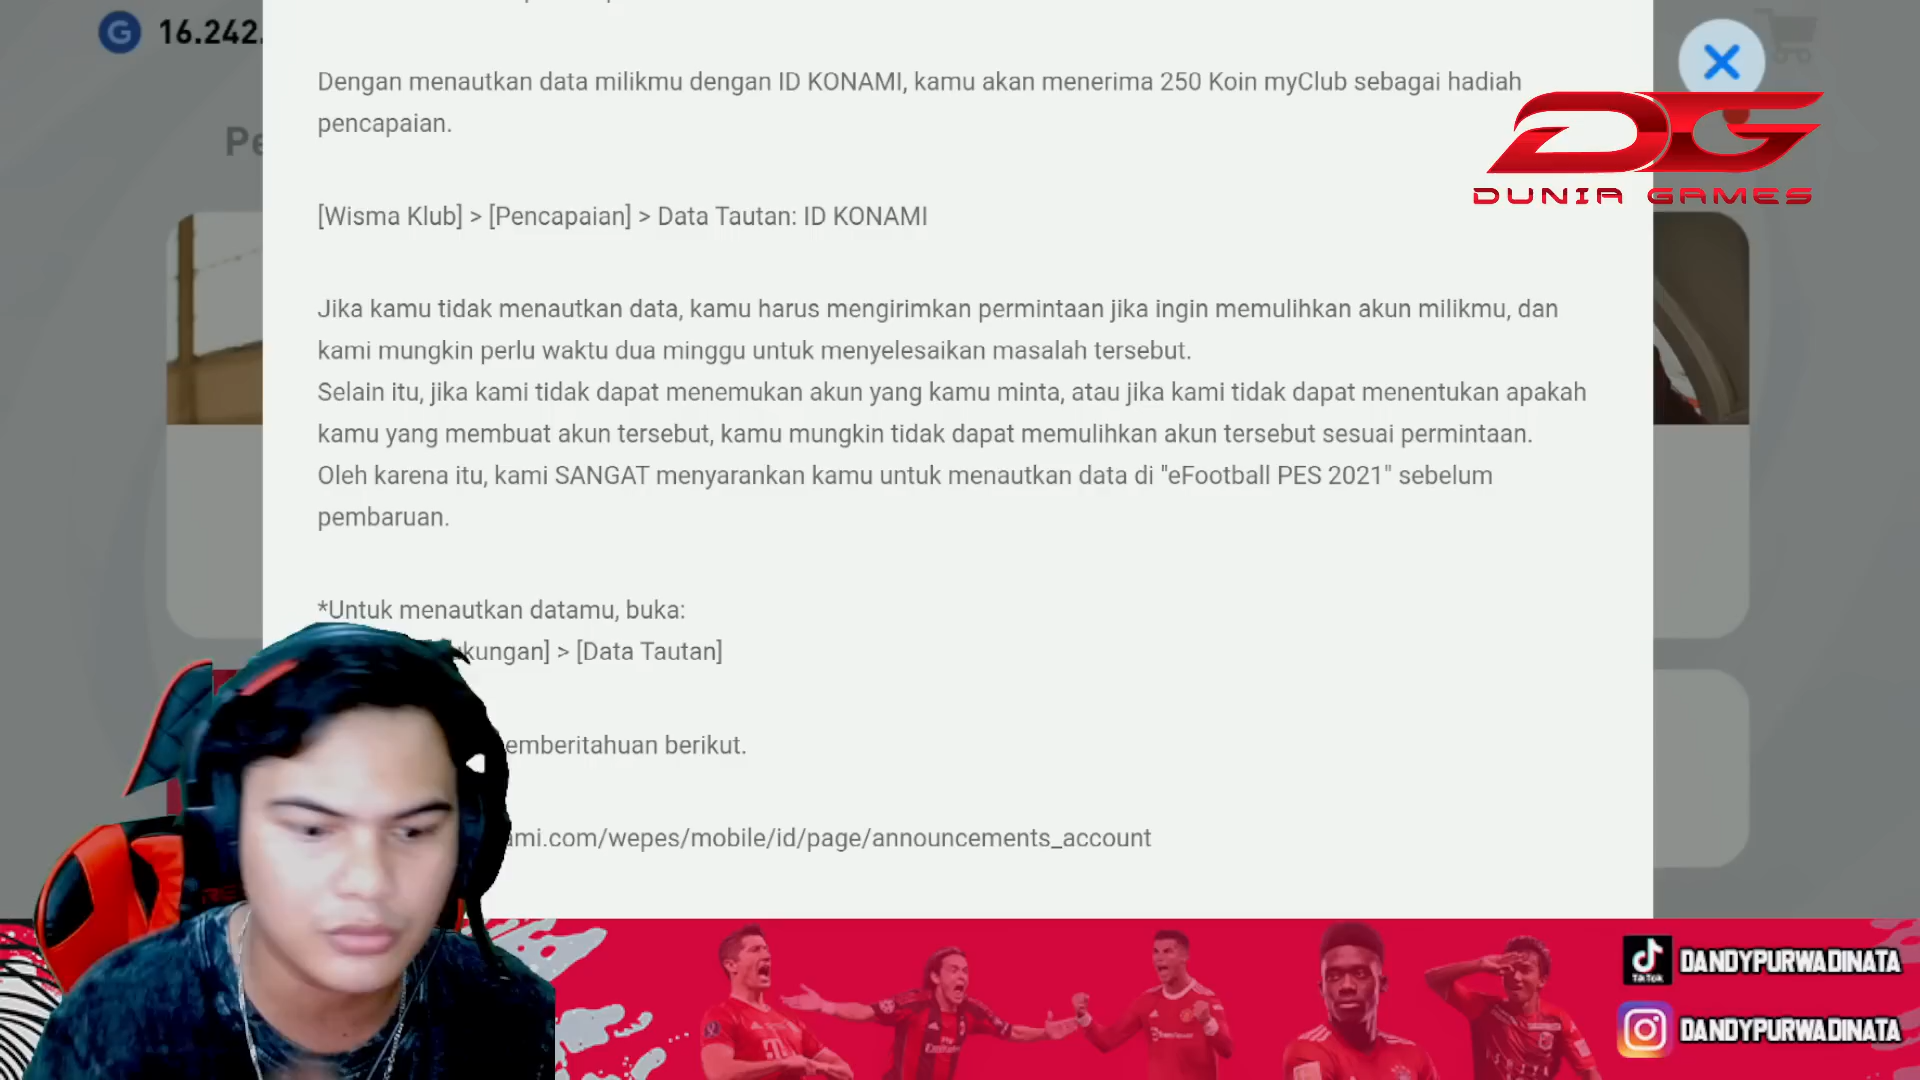 16.242.
Dengan menautkan data milikmu dengan ID KONAMI, kamu akan menerima 250 Koin myClub sebagai hadiah
pencapaian.
DUNIA GAMES
[Wisma Klub] > [Pencapaian] > Data Tautan: ID KONAMI
Jika kamu tidak menautkan data, kamu harus mengirimkan permintaan jika ingin memulihkan akun milikmu, dan
kami mungkin perlu waktu dua minggu untuk menyelesaikan masalah tersebut.
Selain itu, jika kami tidak dapat menemukan akun yang kamu minta, atau jika kami tidak dapat menentukan apakah
kamu yang membuat akun tersebut, kamu mungkin tidak dapat memulihkan akun tersebut sesuai permintaan.
Oleh karena itu, kami SANGAT menyarankan kamu untuk menautkan data di "eFootball PES 2021" sebelum
pembaruan.
*Untuk menautkan datamu, buka:
kungan] > [Data Tautan]
emberitahuan berikut.
ami.com/wepes/mobile/id/page/announcements_account
TikTok
DANDYPURWADINATA
DANDYPURWADINATA